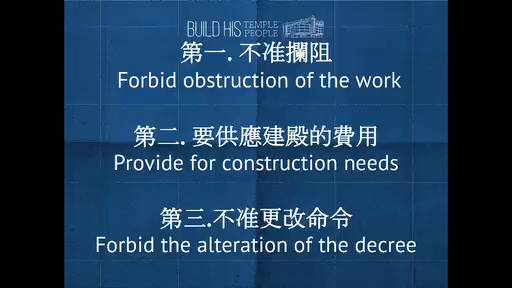 BUILD HIS TEMPLE PEOPLE
第一. 不准攔阻
Forbid obstruction of the work
第二. 要供應建殿的費用
Provide for construction needs
第三.不准更改命令
Forbid the alteration of the decree